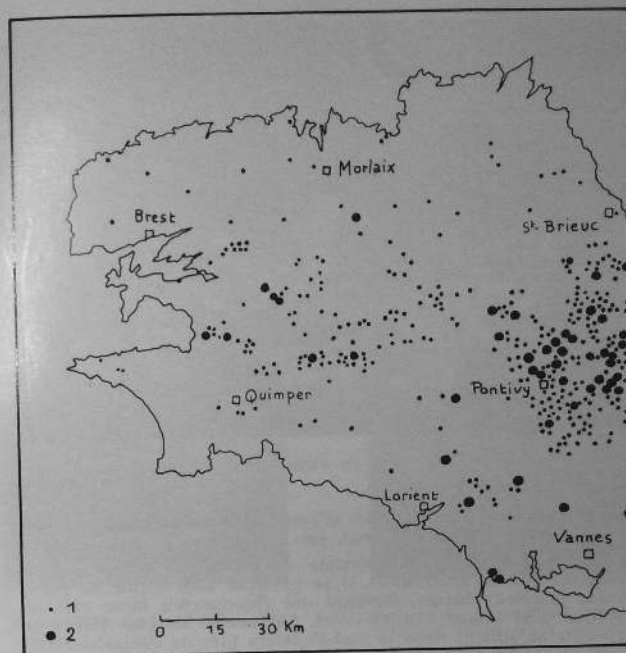 Morlaix
Brest
St. Brieuc
Quimper
Pontivy
Lorient
Vannes
1
2
0 15 30 Km